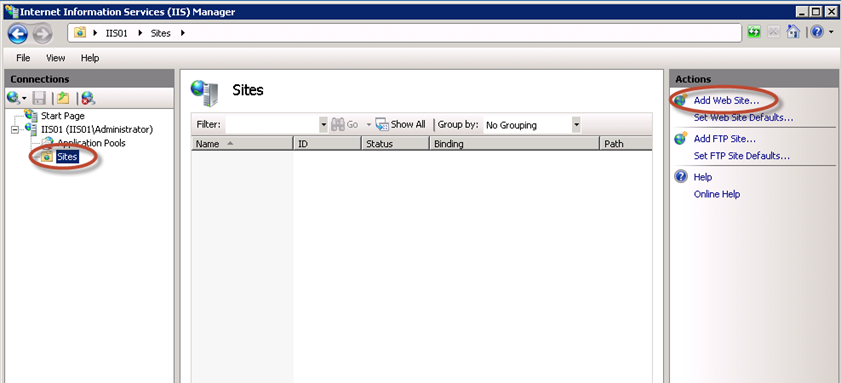 Internet Information Services (IIS) Manager
IIS01 Sites
File View Help
Connections
Start Page
IIS01 (IIS01\Administrator)
Application Pools
Sites
Sites
Filter: Go Show All Group by: No Grouping
Name ID Status Binding Path
Actions
Add Web Site...
Set Web Site Defaults...
Add FTP Site...
Set FTP Site Defaults...
Help
Online Help